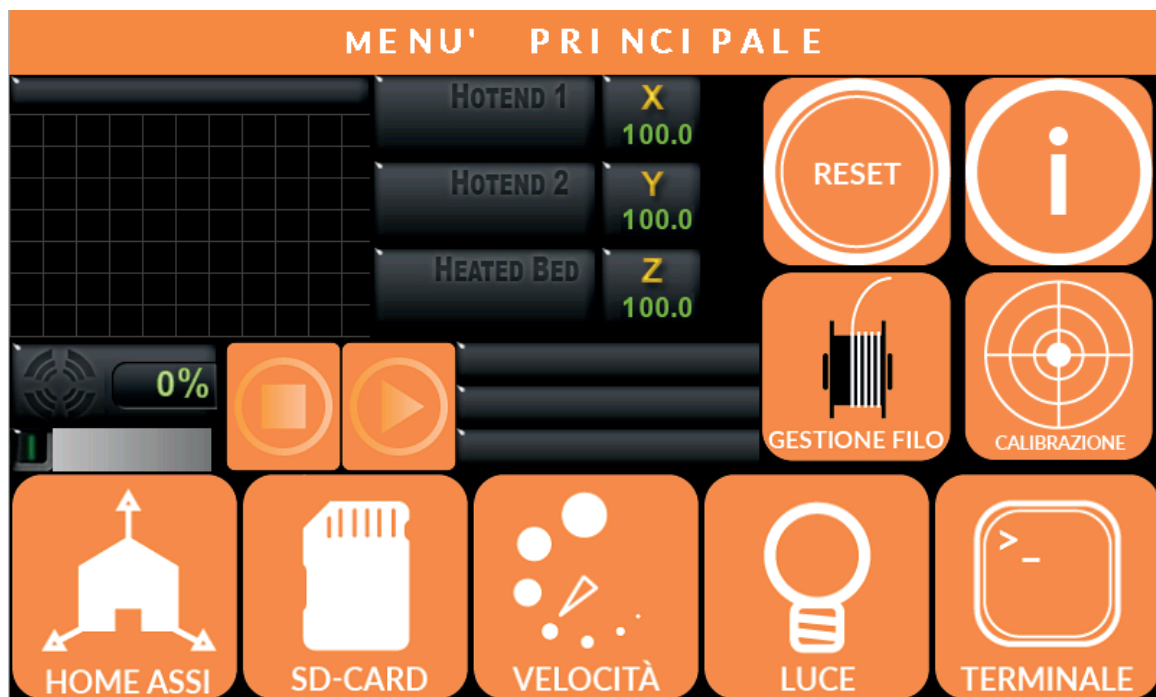 MENU' PRINCIPALE
HOTEND 1
X
100.0
HOTEND 2
Y
100.0
HEATED BED
Z
100.0
RESET
i
0%
GESTIONE FILO
CALIBRAZIONE
>_
HOME ASSI
SD-CARD
VELOCITÀ
LUCE
TERMINALE